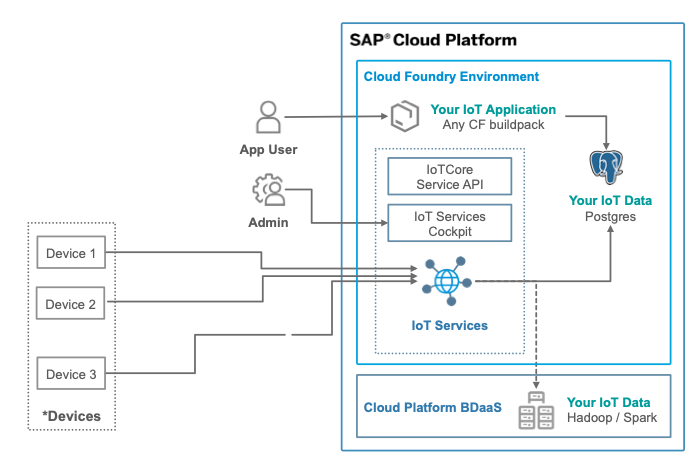 SAP® Cloud Platform
Cloud Foundry Environment
Your IoT Application
Any CF buildpack
App User
IoTCore
Service API
Your IoT Data
Postgres
Admin
IoT Services
Cockpit
Device 1
Device 2
IoT Services
Device 3
*Devices
Cloud Platform BDaaS
Your IoT Data
Hadoop / Spark